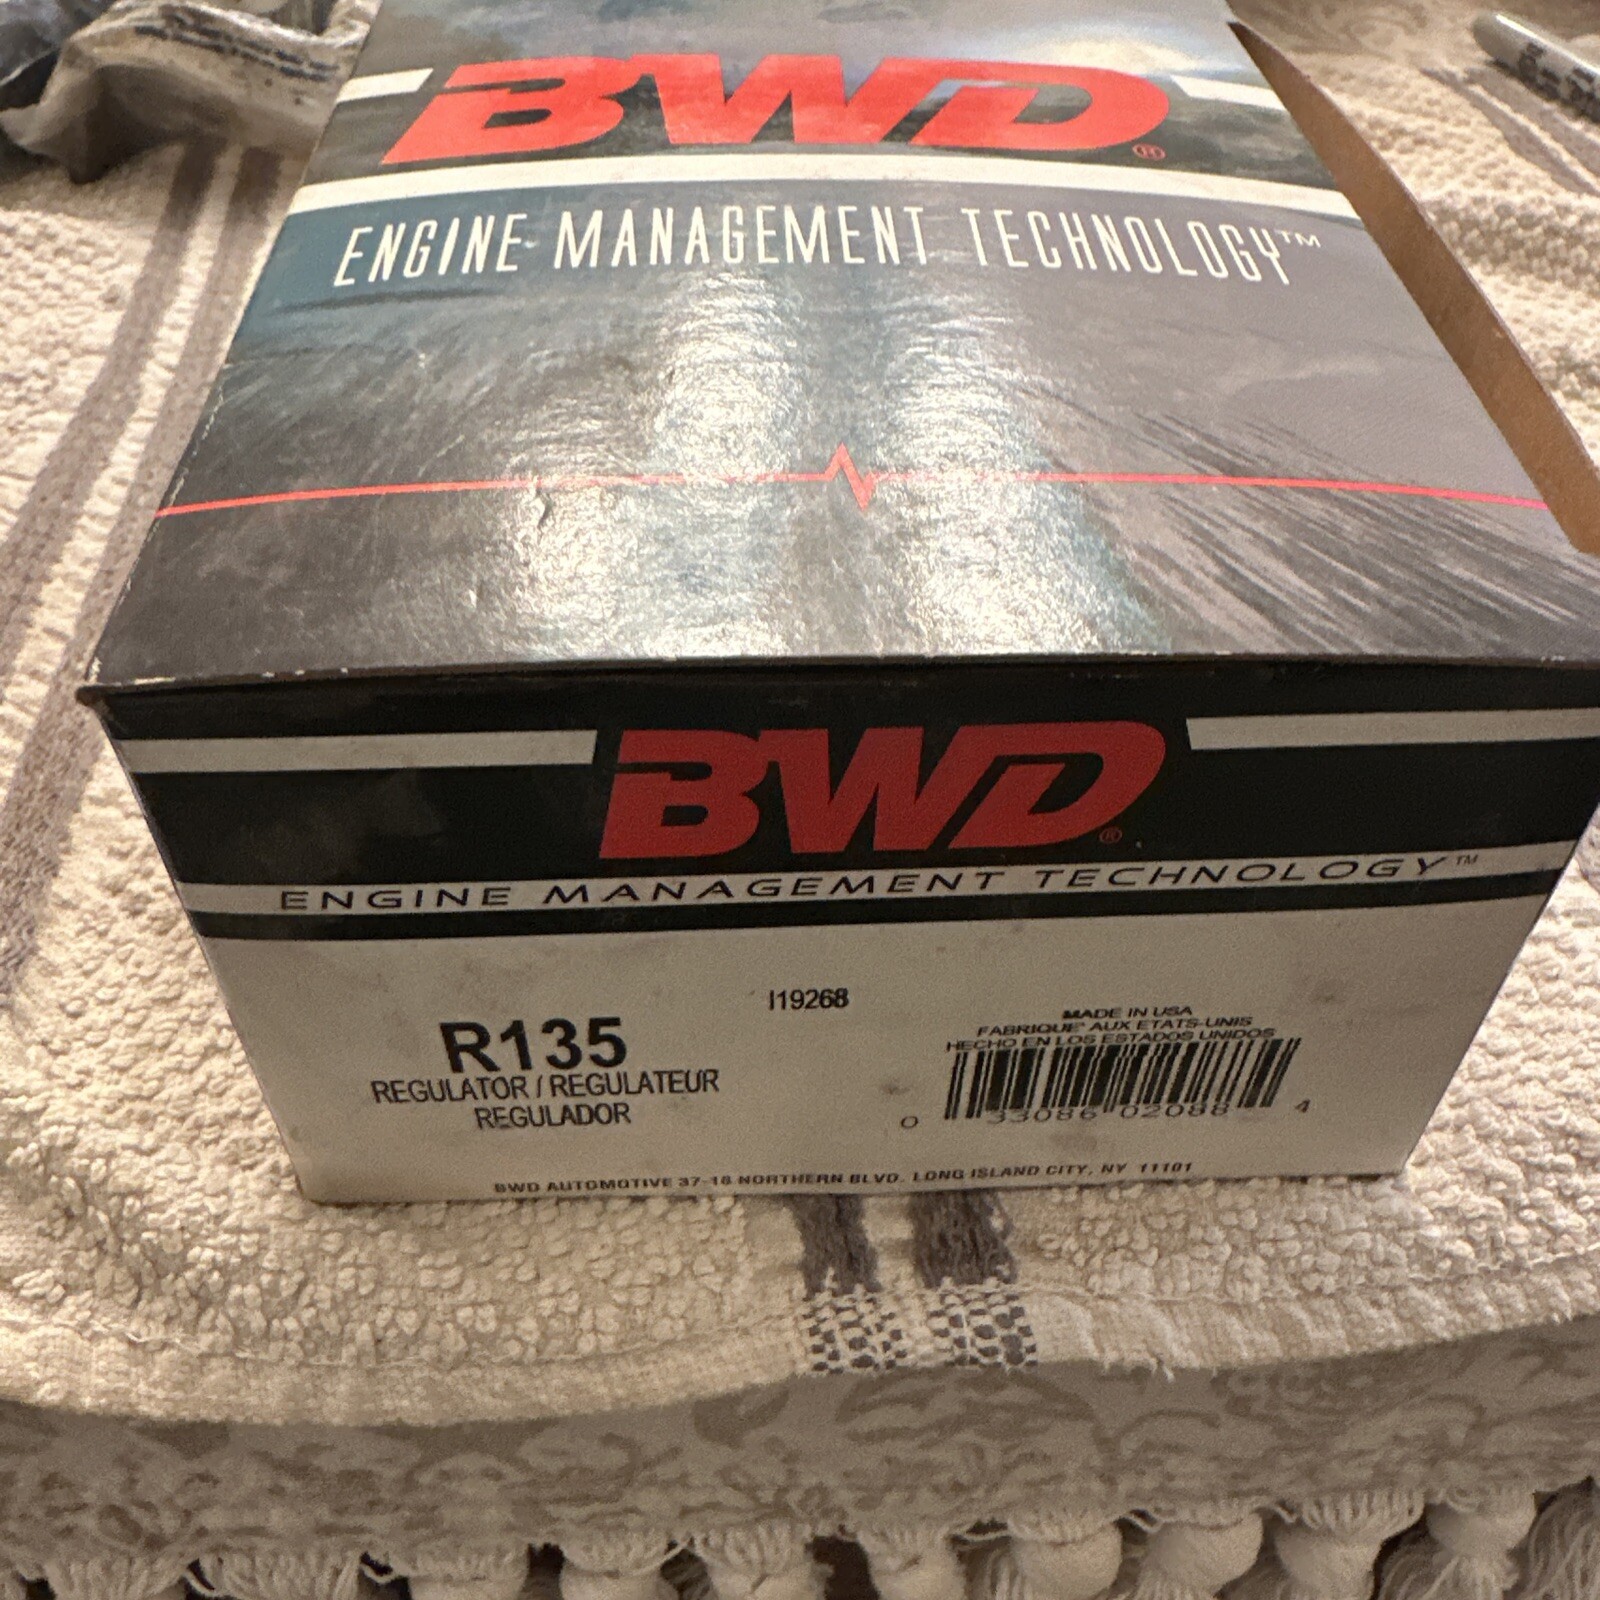 BWD®
ENGINE MANAGEMENT TECHNOLOGY™
BWD®
ENGINE MANAGEMENT TECHNOLOGY™
I19268
R135
REGULATOR / REGULATEUR
REGULADOR
MADE IN USA
FABRIQUE' AUX ETATS-UNIS
HECHO EN LOS ESTADOS UNIDOS
0 33086 02088 4
BWD AUTOMOTIVE 37-18 NORTHERN BLVD. LONG ISLAND CITY, NY 11101